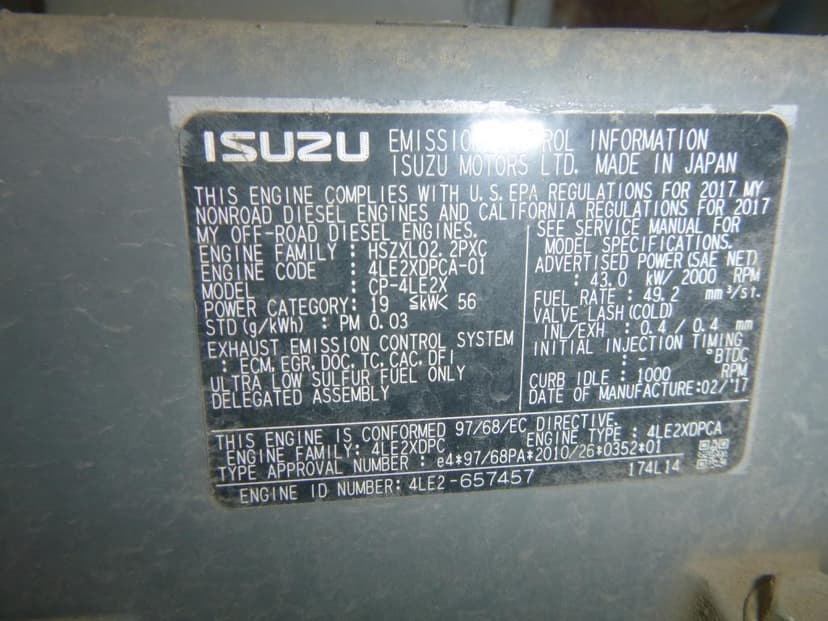 ISUZU EMISSION CONTROL INFORMATION
ISUZU MOTORS LTD. MADE IN JAPAN
THIS ENGINE COMPLIES WITH U.S.EPA REGULATIONS FOR 2017 MY
NONROAD DIESEL ENGINES AND CALIFORNIA REGULATIONS FOR 2017
MY OFF-ROAD DIESEL ENGINES.
ENGINE FAMILY : HSZXL02.2PXC
ENGINE CODE : 4LE2XDPCA-01
MODEL : CP-4LE2X
POWER CATEGORY: 19 ≦kW< 56
STD (g/kWh) : PM 0.03
EXHAUST EMISSION CONTROL SYSTEM
: ECM, EGR, DOC, TC, CAC, DFI
ULTRA LOW SULFUR FUEL ONLY
DELEGATED ASSEMBLY
SEE SERVICE MANUAL FOR
MODEL SPECIFICATIONS.
ADVERTISED POWER (SAE NET)
: 43.0 kW/ 2000 RPM
FUEL RATE : 49.2 mm³/st.
VALVE LASH (COLD)
INL/EXH : 0.4 / 0.4 mm
INITIAL INJECTION TIMING
: - °BTDC
CURB IDLE : 1000 RPM
DATE OF MANUFACTURE:02/'17
THIS ENGINE IS CONFORMED 97/68/EC DIRECTIVE.
ENGINE FAMILY: 4LE2XDPC ENGINE TYPE : 4LE2XDPCA
TYPE APPROVAL NUMBER : e4*97/68PA*2010/26*0352*01
ENGINE ID NUMBER: 4LE2-657457 174L14